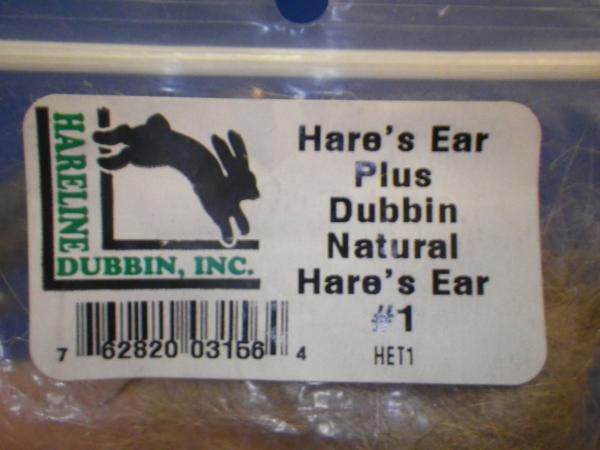 HARELINE
DUBBIN, INC.
Hare's Ear
Plus
Dubbin
Natural
Hare's Ear
#1
HET1
7 62820 03156 4